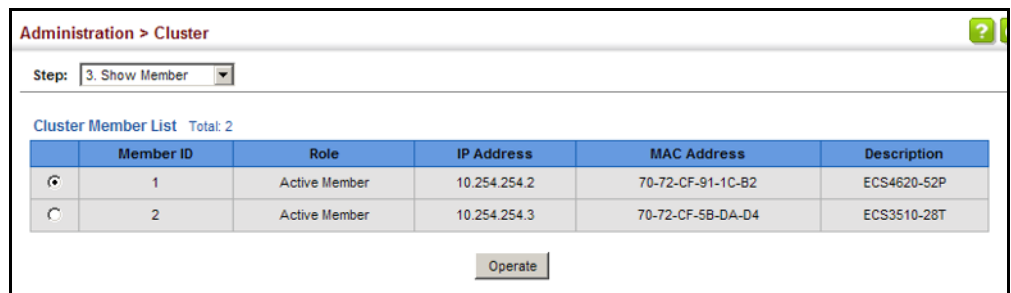 Administration > Cluster
?
Step: 3. Show Member
Cluster Member List Total: 2
Member ID Role IP Address MAC Address Description
1 Active Member 10.254.254.2 70-72-CF-91-1C-B2 ECS4620-52P
2 Active Member 10.254.254.3 70-72-CF-5B-DA-D4 ECS3510-28T
Operate